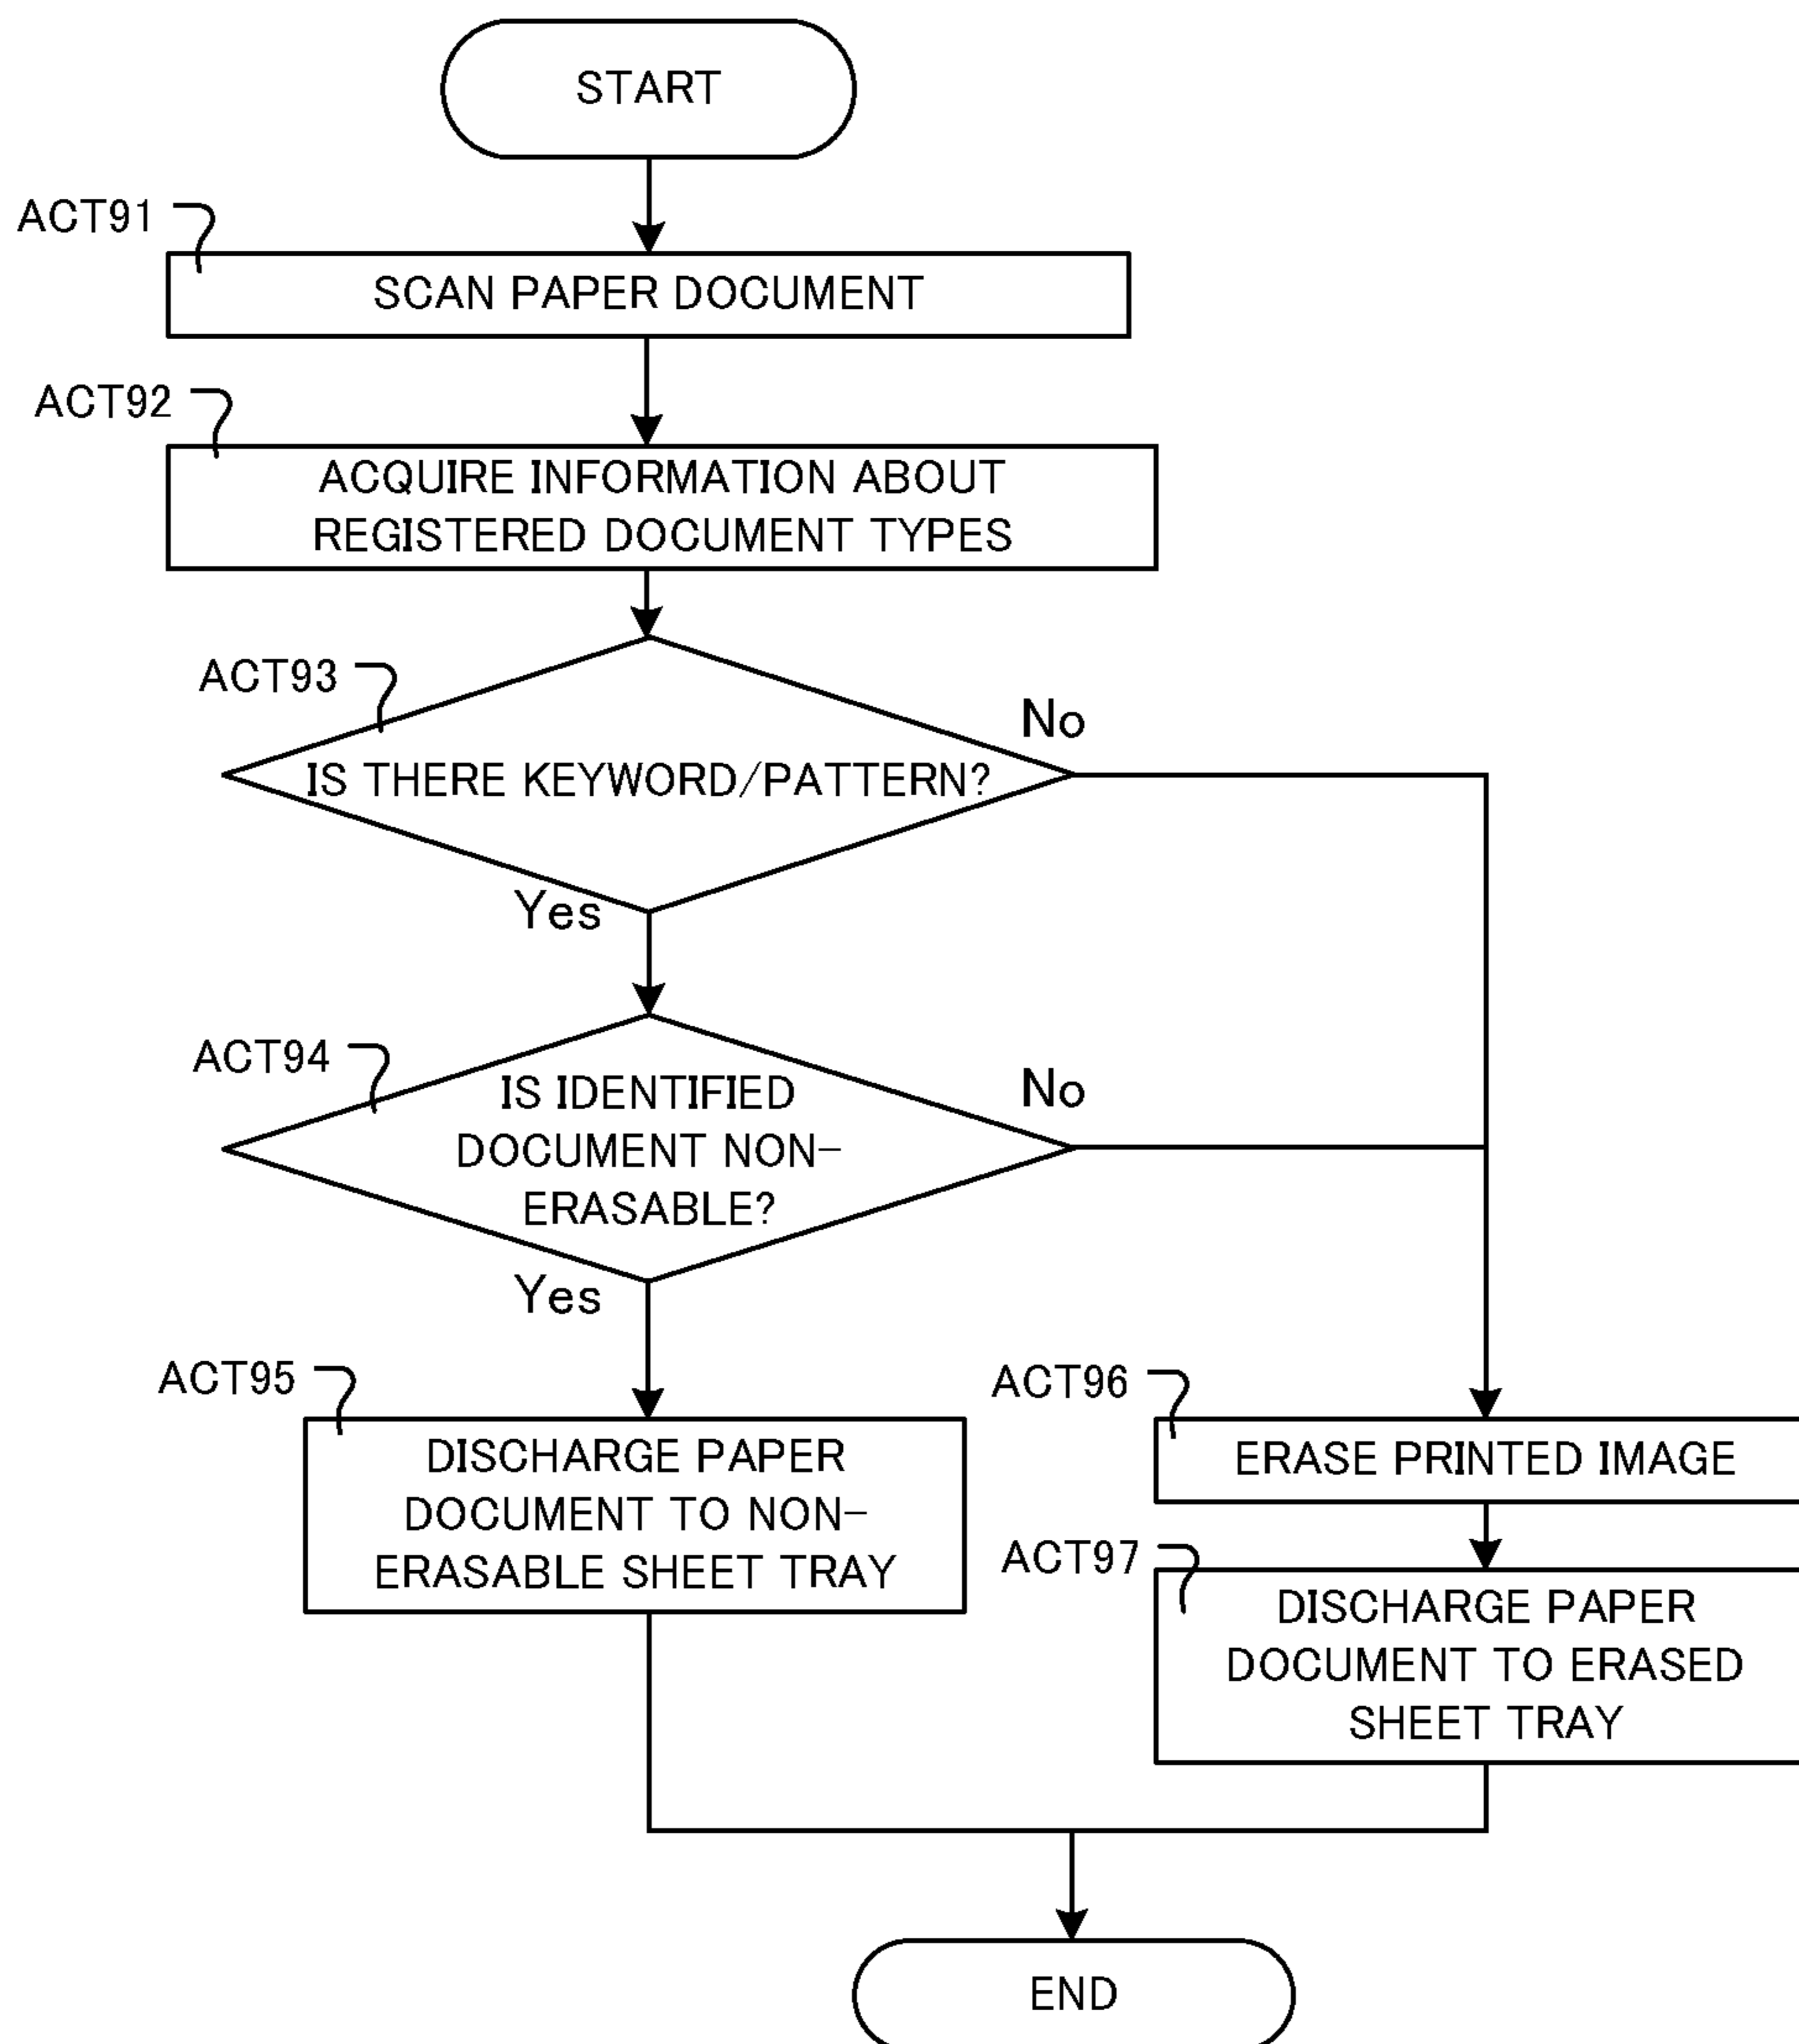 START
ACT91
SCAN PAPER DOCUMENT
ACT92
ACQUIRE INFORMATION ABOUT
REGISTERED DOCUMENT TYPES
ACT93
No
IS THERE KEYWORD/PATTERN?
Yes
ACT94
No
IS IDENTIFIED
DOCUMENT NON-
ERASABLE?
Yes
ACT95
DISCHARGE PAPER
DOCUMENT TO NON-
ERASABLE SHEET TRAY
ACT96
ERASE PRINTED IMAGE
ACT97
DISCHARGE PAPER
DOCUMENT TO ERASED
SHEET TRAY
END